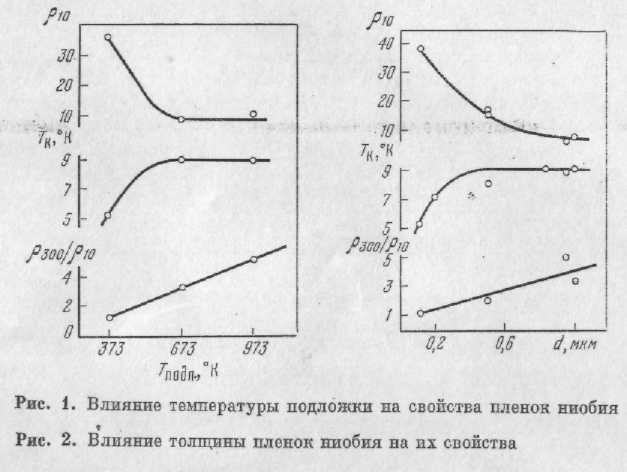 ρ10
30
20
10
Tк,°К
9
7
5
ρ300/ρ10
4
2
0
373 673 973
Tподл.,°К
ρ10
40
30
20
10
Tк,°К
9
7
5
ρ300/ρ10
5
3
1
0,2 0,6 d, мкм
Рис. 1. Влияние температуры подложки на свойства пленок ниобия
Рис. 2. Влияние толщины пленок ниобия на их свойства